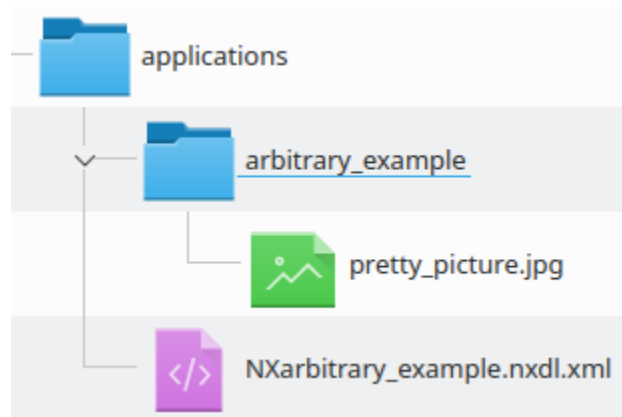 applications
arbitrary_example
pretty_picture.jpg
NXarbitrary_example.nxdl.xml